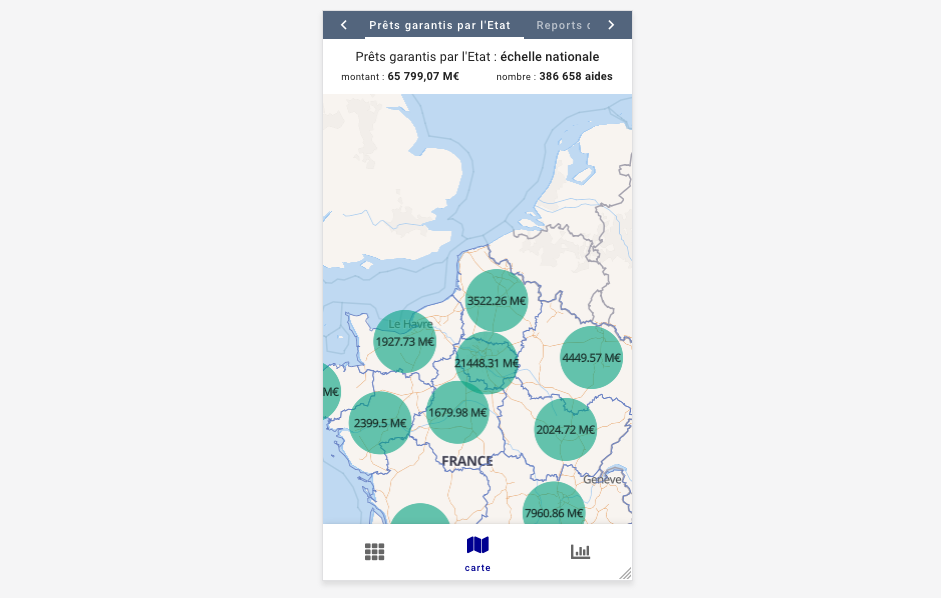 Prêts garantis par l'Etat Reports
Prêts garantis par l'Etat : échelle nationale
montant : 65 799,07 M€ nombre : 386 658 aides
3522.26 M€
Le Havre
1927.73 M€
4449.57 M€
21448.31 M€
M€
1679.98 M€
2399.5 M€
2024.72 M€
FRANCE
Genève
7960.86 M€
carte